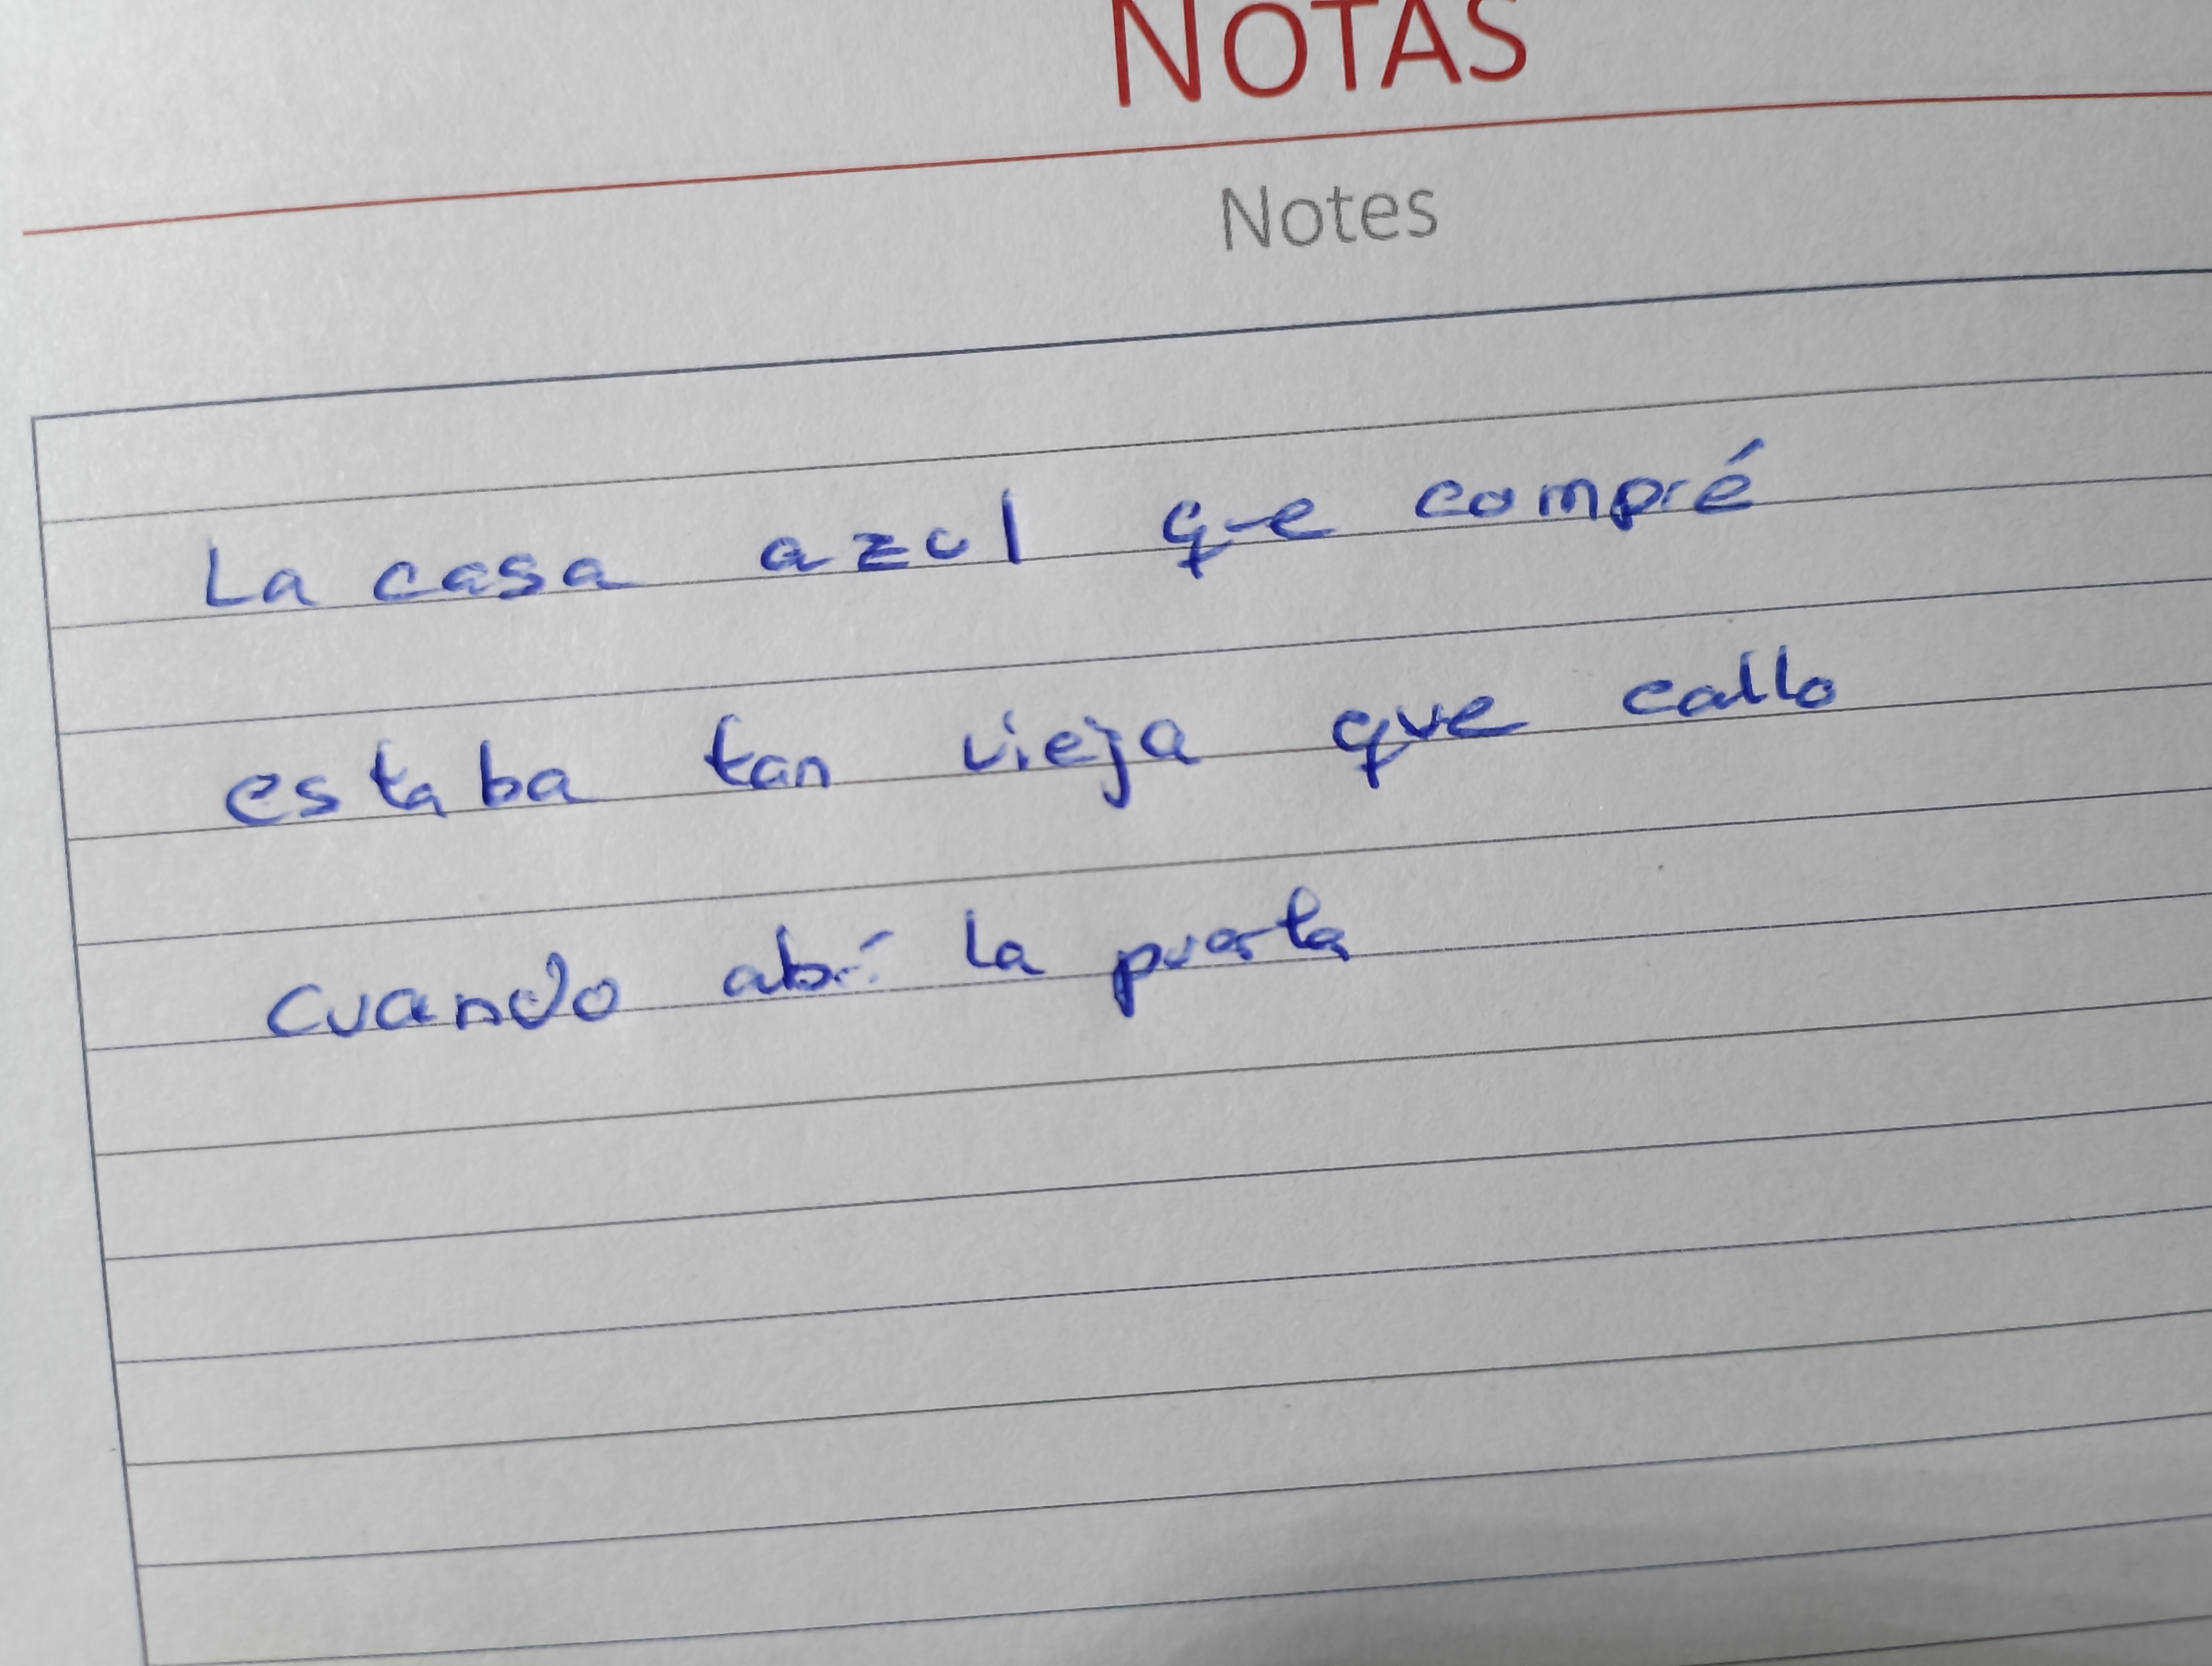 NOTAS
Notes
La casa azul que compré
estaba tan vieja que callo
cuando abrí la puerta